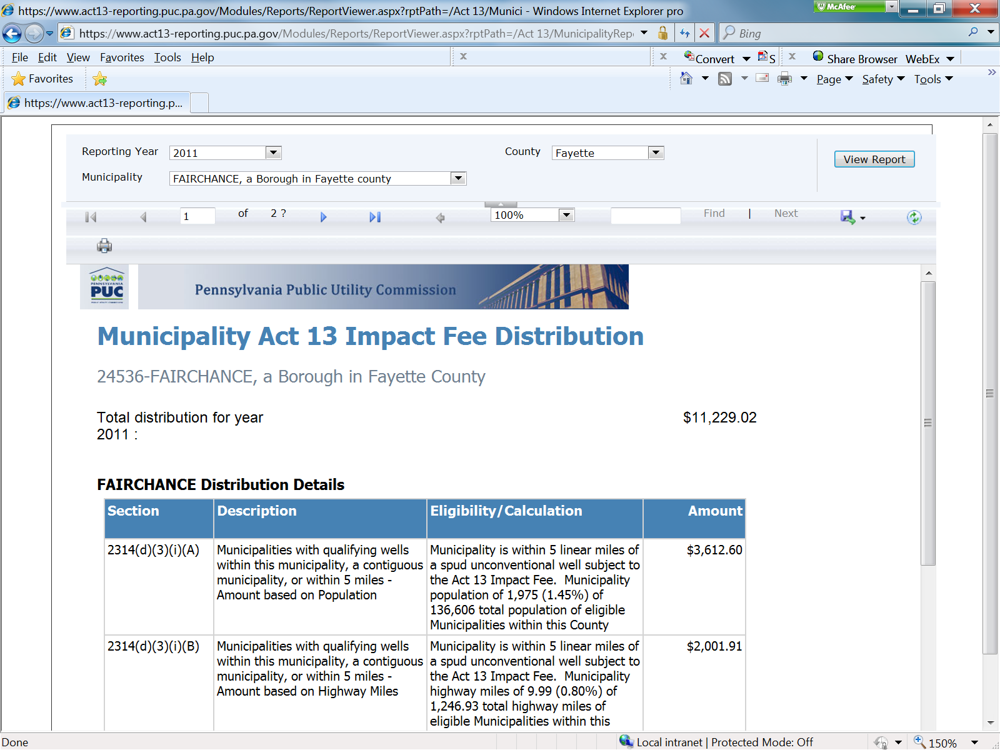 https://www.act13-reporting.puc.pa.gov/Modules/Reports/ReportViewer.aspx?rptPath=/Act 13/Munici - Windows Internet Explorer pro
McAfee
https://www.act13-reporting.puc.pa.gov/Modules/Reports/ReportViewer.aspx?rptPath=/Act 13/MunicipalityRep
Bing
File Edit View Favorites Tools Help
x x Convert S x Share Browser WebEx
Favorites
Page Safety Tools
https://www.act13-reporting.p...
Reporting Year 2011 County Fayette View Report
Municipality FAIRCHANCE, a Borough in Fayette county
1 of 2 ? 100% Find | Next
PENNSYLVANIA
PUC
Pennsylvania Public Utility Commission
Municipality Act 13 Impact Fee Distribution
24536-FAIRCHANCE, a Borough in Fayette County
Total distribution for year $11,229.02
2011 :
FAIRCHANCE Distribution Details
Section Description Eligibility/Calculation Amount
2314(d)(3)(i)(A) Municipalities with qualifying wells Municipality is within 5 linear miles of $3,612.60
within this municipality, a contiguous a spud unconventional well subject to
municipality, or within 5 miles - the Act 13 Impact Fee.  Municipality
Amount based on Population population of 1,975 (1.45%) of
136,606 total population of eligible
Municipalities within this County
2314(d)(3)(i)(B) Municipalities with qualifying wells Municipality is within 5 linear miles of $2,001.91
within this municipality, a contiguous a spud unconventional well subject to
municipality, or within 5 miles - the Act 13 Impact Fee.  Municipality
Amount based on Highway Miles highway miles of 9.99 (0.80%) of
1,246.93 total highway miles of
eligible Municipalities within this
Done Local intranet | Protected Mode: Off 150%